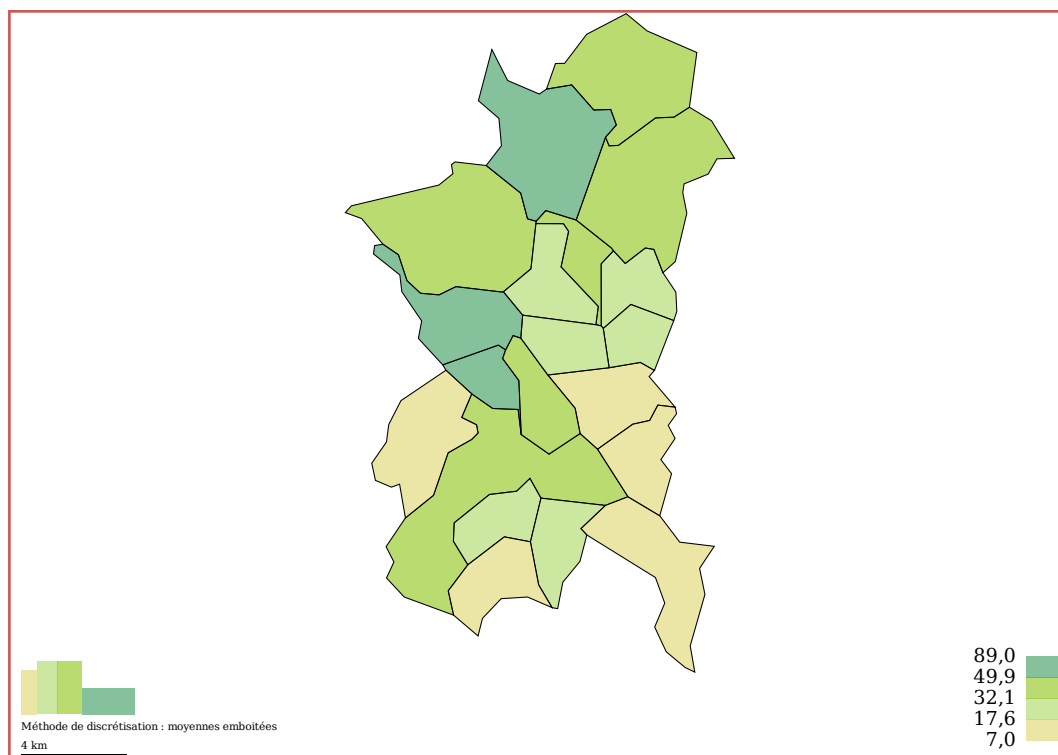 89,0
49,9
32,1
17,6
7,0
Méthode de discrétisation : moyennes emboitées
4 km